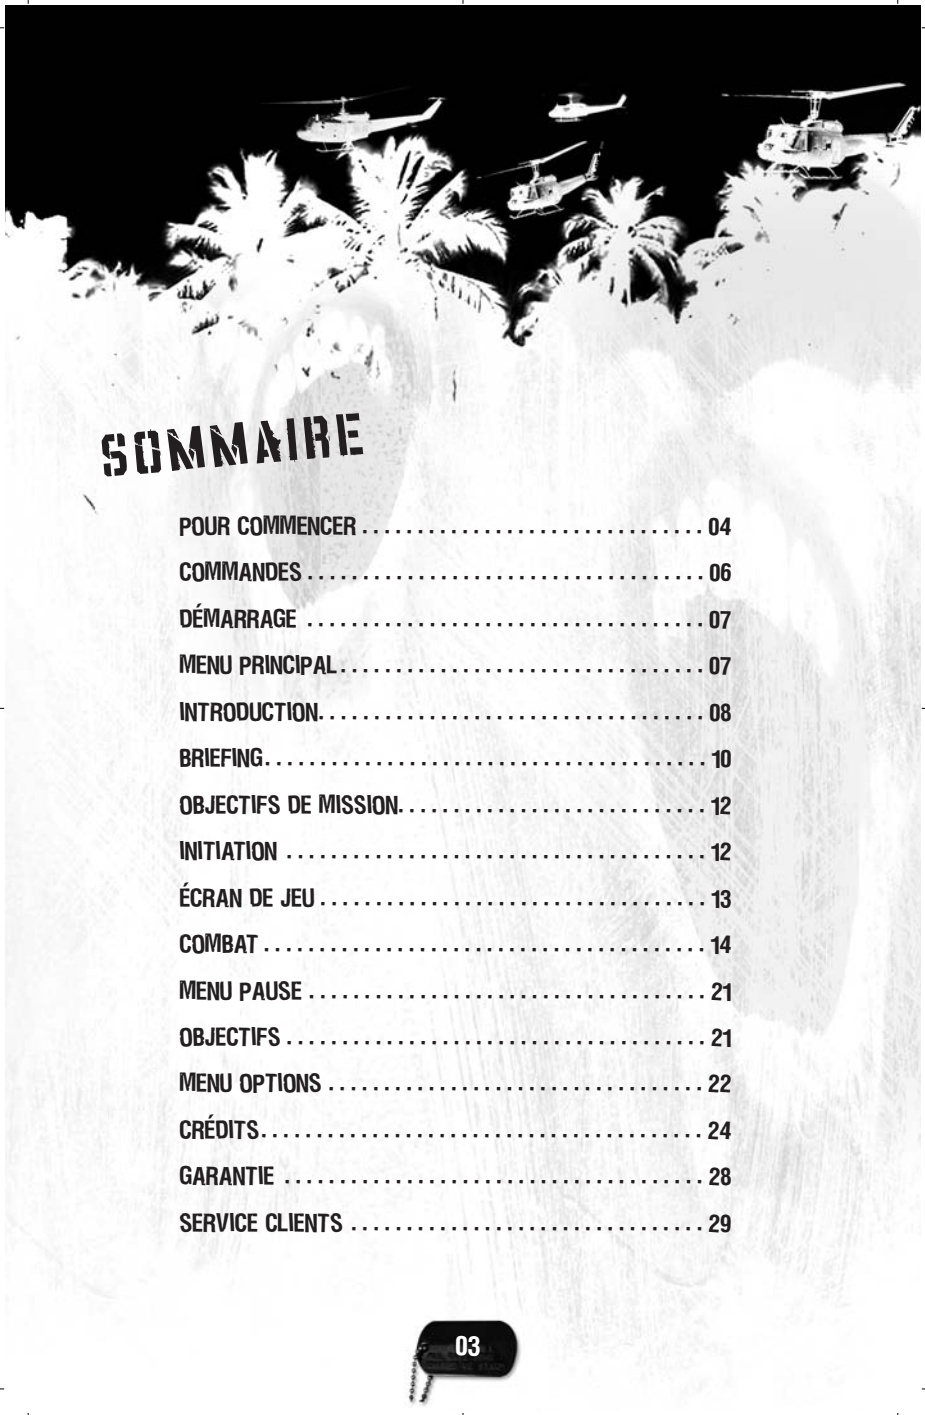 SOMMAIRE
POUR COMMENCER . . . . . . . . . . . . . . . . . . . . . . . . . . . . . . . 04
COMMANDES . . . . . . . . . . . . . . . . . . . . . . . . . . . . . . . . . . . . 06
DÉMARRAGE . . . . . . . . . . . . . . . . . . . . . . . . . . . . . . . . . . . . 07
MENU PRINCIPAL . . . . . . . . . . . . . . . . . . . . . . . . . . . . . . . . . 07
INTRODUCTION. . . . . . . . . . . . . . . . . . . . . . . . . . . . . . . . . . . 08
BRIEFING. . . . . . . . . . . . . . . . . . . . . . . . . . . . . . . . . . . . . . . . 10
OBJECTIFS DE MISSION. . . . . . . . . . . . . . . . . . . . . . . . . . . . 12
INITIATION . . . . . . . . . . . . . . . . . . . . . . . . . . . . . . . . . . . . . . 12
ÉCRAN DE JEU . . . . . . . . . . . . . . . . . . . . . . . . . . . . . . . . . . . 13
COMBAT . . . . . . . . . . . . . . . . . . . . . . . . . . . . . . . . . . . . . . . . 14
MENU PAUSE . . . . . . . . . . . . . . . . . . . . . . . . . . . . . . . . . . . . 21
OBJECTIFS . . . . . . . . . . . . . . . . . . . . . . . . . . . . . . . . . . . . . . 21
MENU OPTIONS . . . . . . . . . . . . . . . . . . . . . . . . . . . . . . . . . . 22
CRÉDITS. . . . . . . . . . . . . . . . . . . . . . . . . . . . . . . . . . . . . . . . 24
GARANTIE . . . . . . . . . . . . . . . . . . . . . . . . . . . . . . . . . . . . . . 28
SERVICE CLIENTS . . . . . . . . . . . . . . . . . . . . . . . . . . . . . . . . 29
03